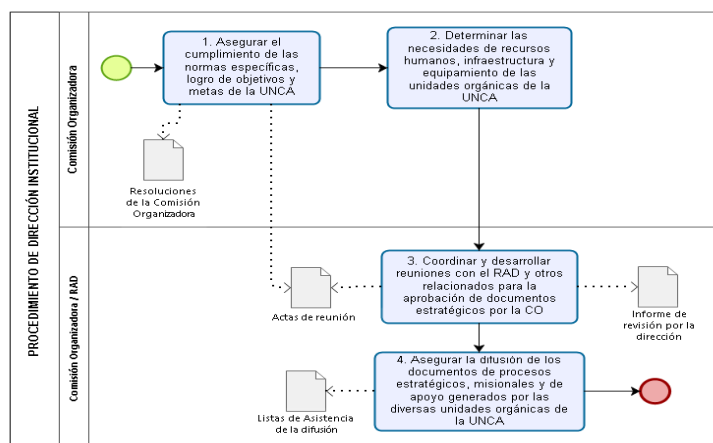 PROCEDIMIENTO DE DIRECCIÓN INSTITUCIONAL
Comisión Organizadora
1. Asegurar el
cumplimiento de las
normas específicas,
logro de objetivos y
metas de la UNCA
2. Determinar las
necesidades de recursos
humanos, infraestructura y
equipamiento de las
unidades orgánicas de la
UNCA
Resoluciones
de la Comisión
Organizadora
Comisión Organizadora / RAD
3. Coordinar y desarrollar
reuniones con el RAD y otros
relacionados para la
aprobación de documentos
estratégicos por la CO
Actas de reunión
Informe de
revisión por la
dirección
4. Asegurar la difusión de los
documentos de procesos
estratégicos, misionales y de
apoyo generados por las
diversas unidades orgánicas de
la UNCA
Listas de Asistencia
de la difusión